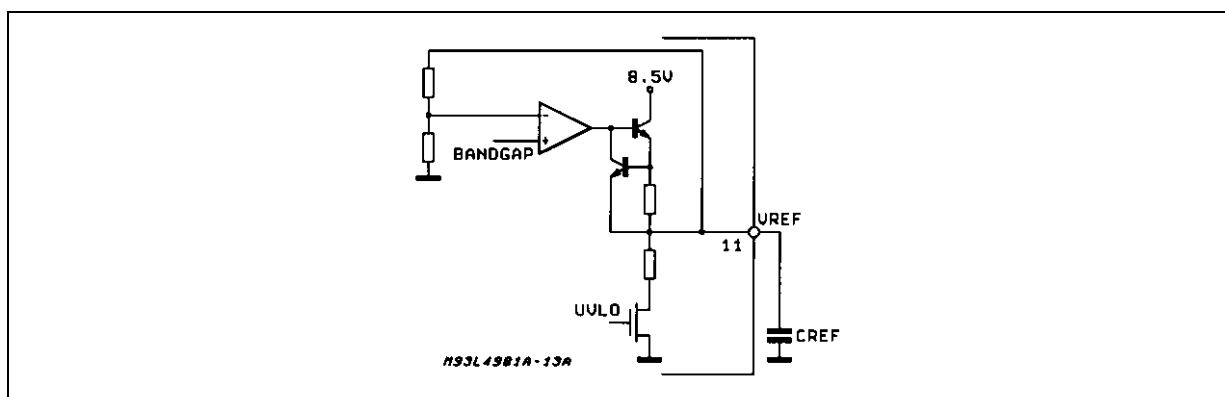 8.5V
BANDGAP
-
+
VREF
11
UVLO
CREF
M93L4981A-13A